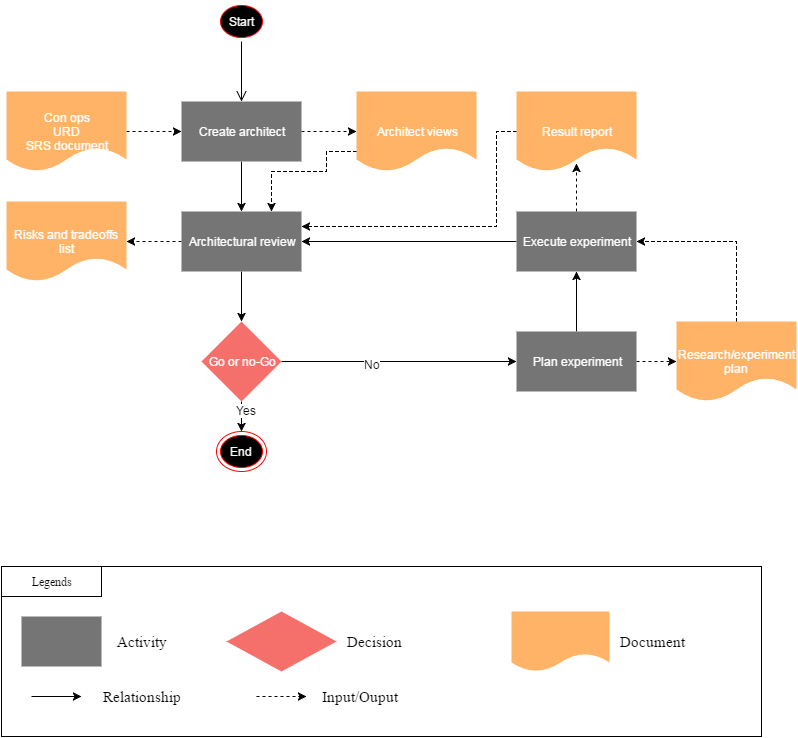 Start
Con ops
URD
SRS document
Create architect
Architect views
Result report
Risks and tradeoffs
list
Architectural review
Execute experiment
Go or no-Go
No
Plan experiment
Research/experiment
plan
Yes
End
Legends
Activity
Decision
Document
Relationship
Input/Ouput